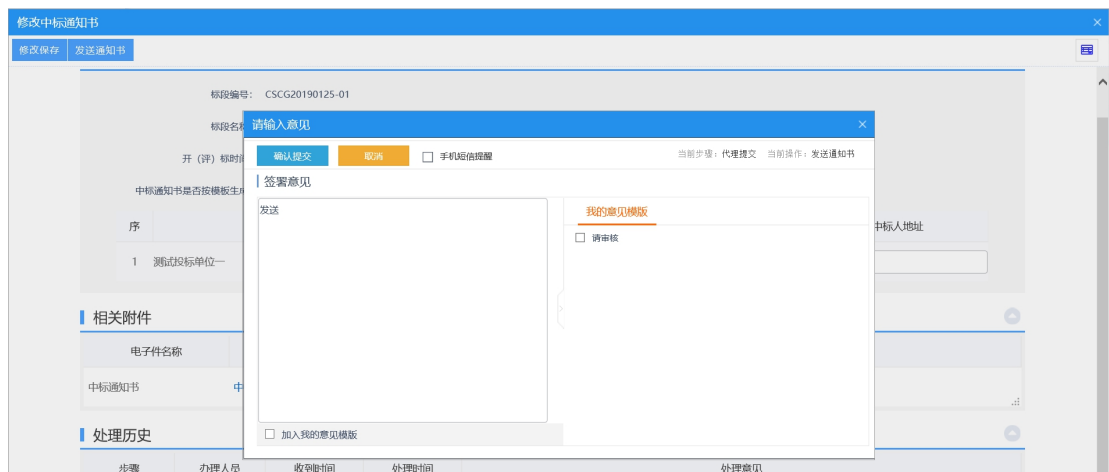 修改中标通知书
修改保存 发送通知书
标段编号： CSCG20190125-01
标段名称
请输入意见
开（评）标时间
确认提交 取消 手机短信提醒 当前步骤：代理提交 当前操作：发送通知书
签署意见
中标通知书是否按模板生成
发送
我的意见模版
序 中标人地址
请审核
1 测试投标单位一
相关附件
电子件名称
中标通知书 中
加入我的意见模版
处理历史
步骤 办理人员 收到时间 处理时间 处理意见